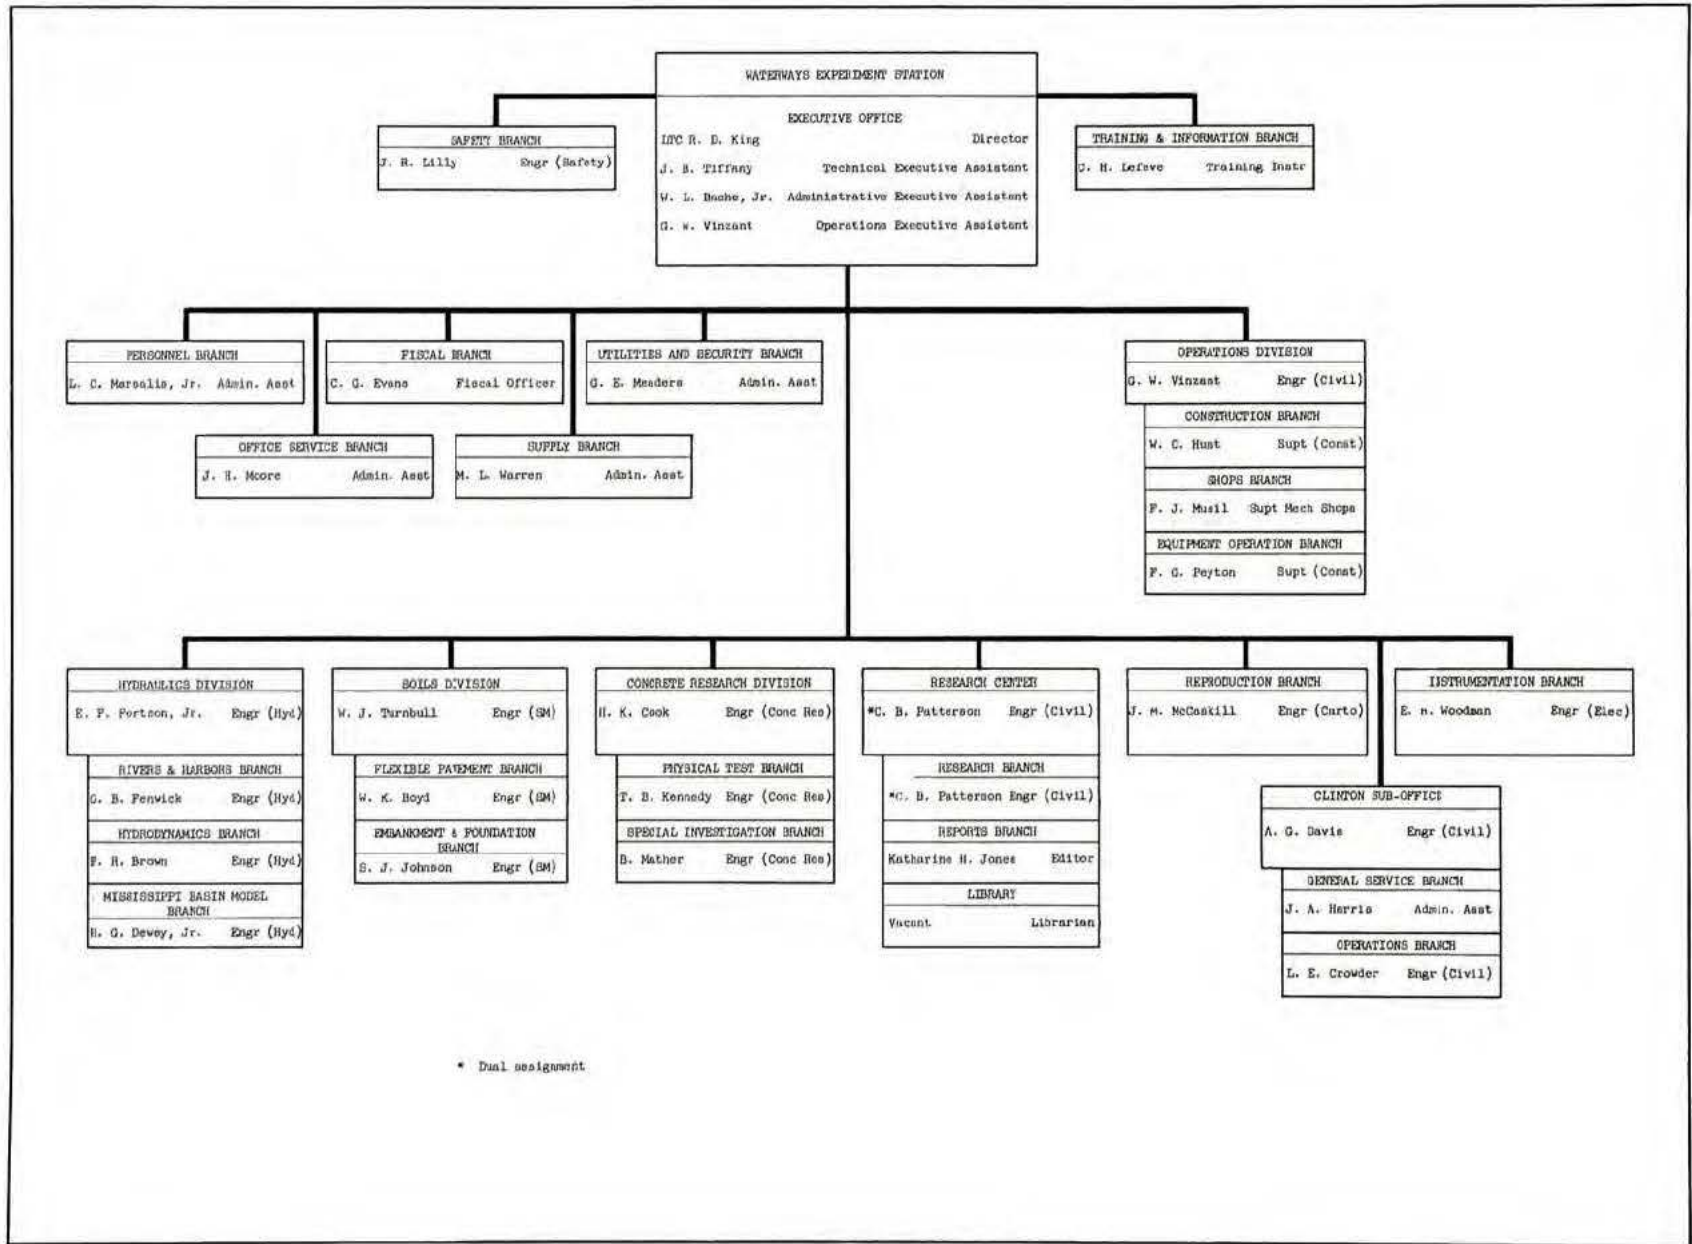 WATERWAYS EXPERIMENT STATION
EXECUTIVE OFFICE
LTC R. D. King Director
J. B. Tiffany Technical Executive Assistant
W. L. Bache, Jr. Administrative Executive Assistant
G. W. Vinzant Operations Executive Assistant
SAFETY BRANCH
J. R. Lilly Engr (Safety)
TRAINING & INFORMATION BRANCH
C. H. Lefeve Training Instr
PERSONNEL BRANCH
L. C. Marsalis, Jr. Admin. Asst
FISCAL BRANCH
C. G. Evans Fiscal Officer
UTILITIES AND SECURITY BRANCH
G. E. Meaders Admin. Asst
OFFICE SERVICE BRANCH
J. H. Moore Admin. Asst
SUPPLY BRANCH
M. L. Warren Admin. Asst
OPERATIONS DIVISION
G. W. Vinzant Engr (Civil)
CONSTRUCTION BRANCH
W. C. Hust Supt (Const)
SHOPS BRANCH
F. J. Musil Supt Mech Shops
EQUIPMENT OPERATION BRANCH
F. G. Peyton Supt (Const)
HYDRAULICS DIVISION
E. P. Fortson, Jr. Engr (Hyd)
RIVERS & HARBORS BRANCH
G. B. Fenwick Engr (Hyd)
HYDRODYNAMICS BRANCH
F. R. Brown Engr (Hyd)
MISSISSIPPI BASIN MODEL
BRANCH
H. G. Dewey, Jr. Engr (Hyd)
SOILS DIVISION
W. J. Turnbull Engr (SM)
FLEXIBLE PAVEMENT BRANCH
W. K. Boyd Engr (SM)
EMBANKMENT & FOUNDATION
BRANCH
S. J. Johnson Engr (SM)
CONCRETE RESEARCH DIVISION
H. K. Cook Engr (Conc Res)
PHYSICAL TEST BRANCH
T. B. Kennedy Engr (Conc Res)
SPECIAL INVESTIGATION BRANCH
B. Mather Engr (Conc Res)
RESEARCH CENTER
*C. B. Patterson Engr (Civil)
RESEARCH BRANCH
*C. B. Patterson Engr (Civil)
REPORTS BRANCH
Katharine H. Jones Editor
LIBRARY
Vacant Librarian
REPRODUCTION BRANCH
J. M. McCaskill Engr (Carto)
INSTRUMENTATION BRANCH
E. Woodman Engr (Elec)
CLINTON SUB-OFFICE
A. G. Davis Engr (Civil)
GENERAL SERVICE BRANCH
J. A. Harris Admin. Asst
OPERATIONS BRANCH
L. E. Crowder Engr (Civil)
* Dual assignment